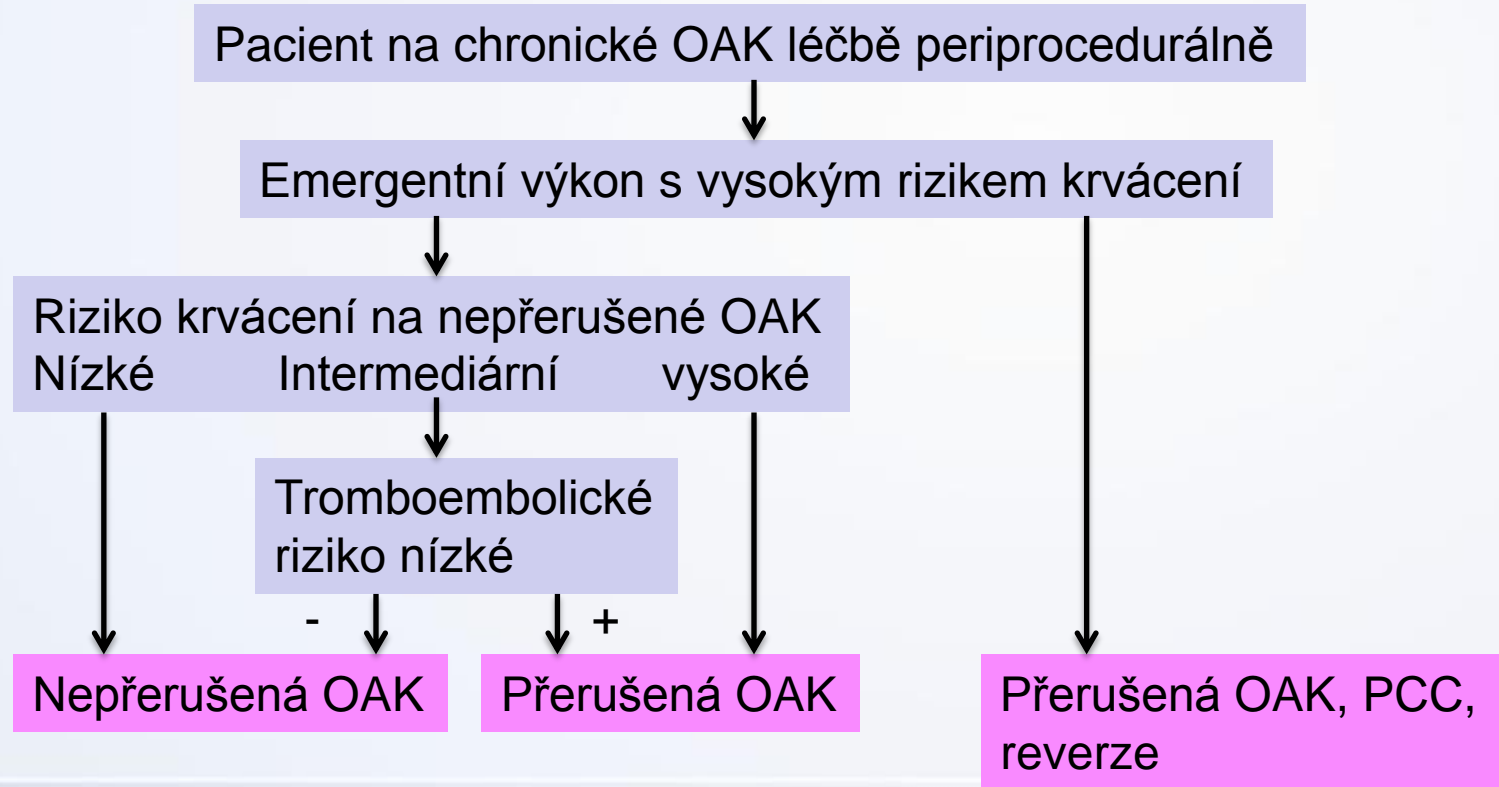 Pacient na chronické OAK léčbě periprocedurálně
Emergentní výkon s vysokým rizikem krvácení
Riziko krvácení na nepřerušené OAK
Nízké Intermediární vysoké
Tromboembolické
riziko nízké
- +
Nepřerušená OAK
Přerušená OAK
Přerušená OAK, PCC,
reverze